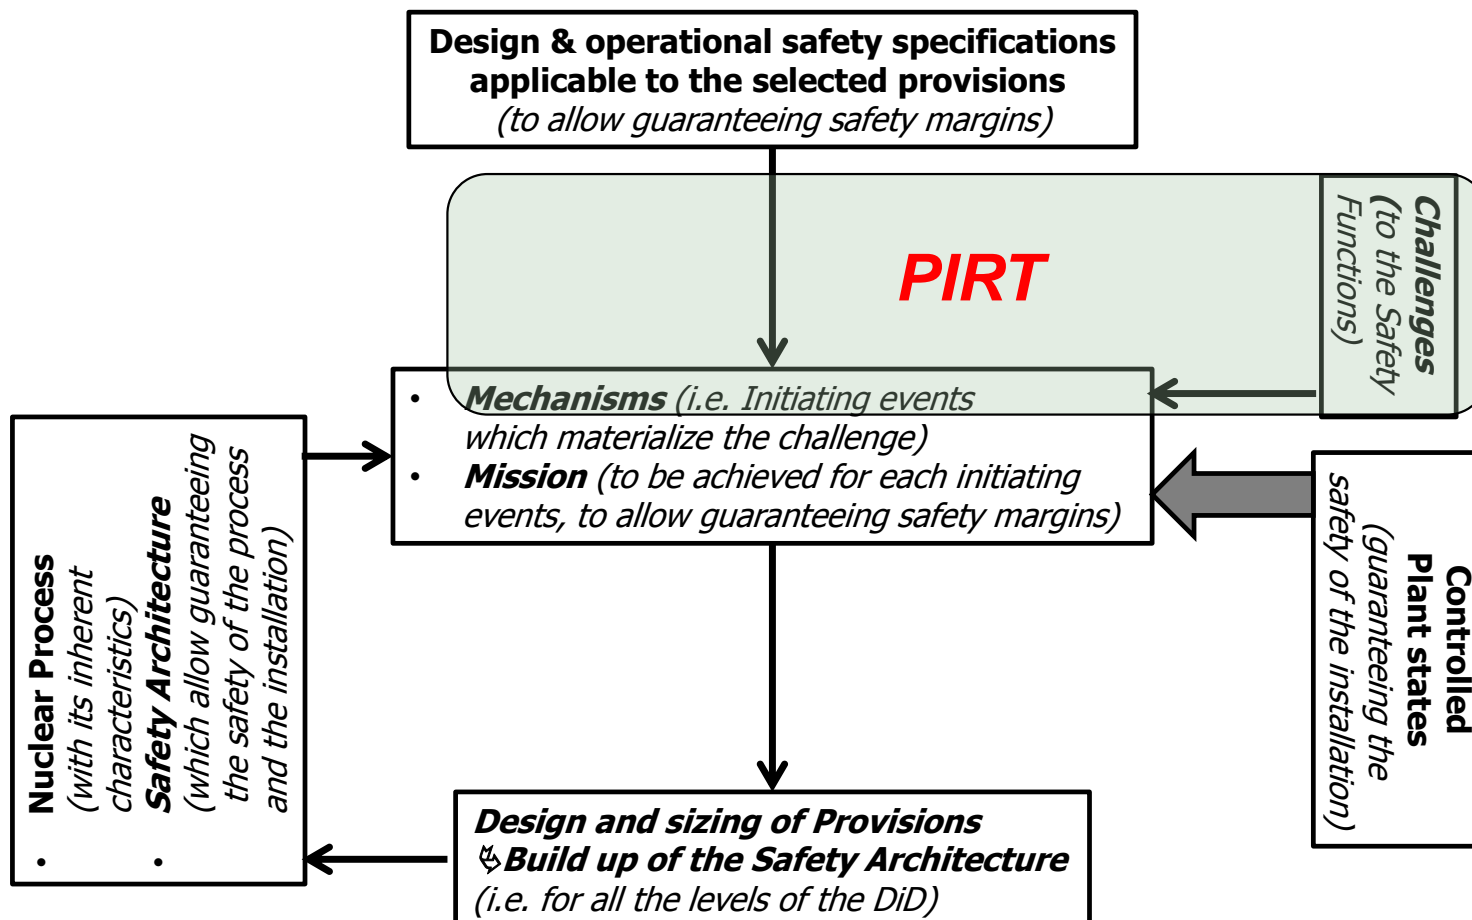 Design & operational safety specifications
applicable to the selected provisions
(to allow guaranteeing safety margins)
PIRT
Challenges
(to the Safety
Functions)
• Mechanisms (i.e. Initiating events
which materialize the challenge)
• Mission (to be achieved for each initiating
events, to allow guaranteeing safety margins)
• Nuclear Process
(with its inherent
characteristics)
• Safety Architecture
(which allow guaranteeing
the safety of the process
and the installation)
Controlled
Plant states
(guaranteeing the
safety of the installation)
Design and sizing of Provisions
Build up of the Safety Architecture
(i.e. for all the levels of the DiD)